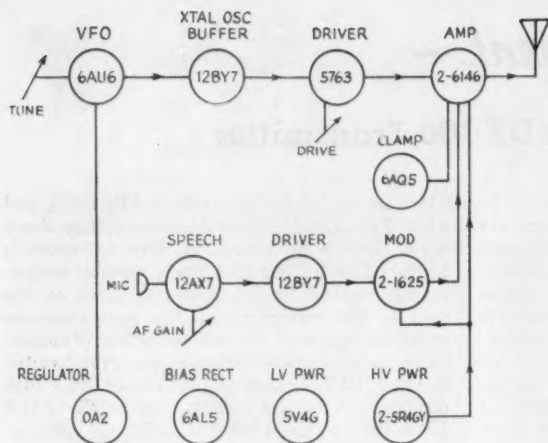 VFO
XTAL OSC
BUFFER
DRIVER
AMP
6AU6
12BY7
5763
2-6146
TUNE
DRIVE
CLAMP
6AQ5
SPEECH
DRIVER
MOD
MIC
12AX7
12BY7
2-1625
AF GAIN
REGULATOR
BIAS RECT
LV PWR
HV PWR
0A2
6AL5
5V4G
2-5R4GY